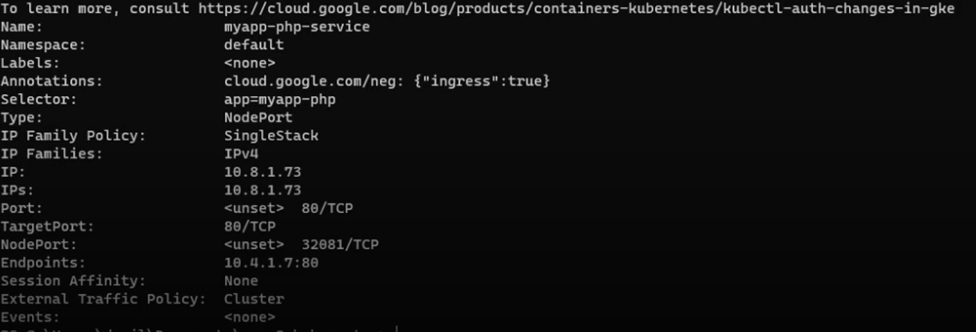 To learn more, consult https://cloud.google.com/blog/products/containers-kubernetes/kubectl-auth-changes-in-gke
Name: myapp-php-service
Namespace: default
Labels: <none>
Annotations: cloud.google.com/neg: {"ingress":true}
Selector: app=myapp-php
Type: NodePort
IP Family Policy: SingleStack
IP Families: IPv4
IP: 10.8.1.73
IPs: 10.8.1.73
Port: <unset> 80/TCP
TargetPort: 80/TCP
NodePort: <unset> 32081/TCP
Endpoints: 10.4.1.7:80
Session Affinity: None
External Traffic Policy: Cluster
Events: <none>